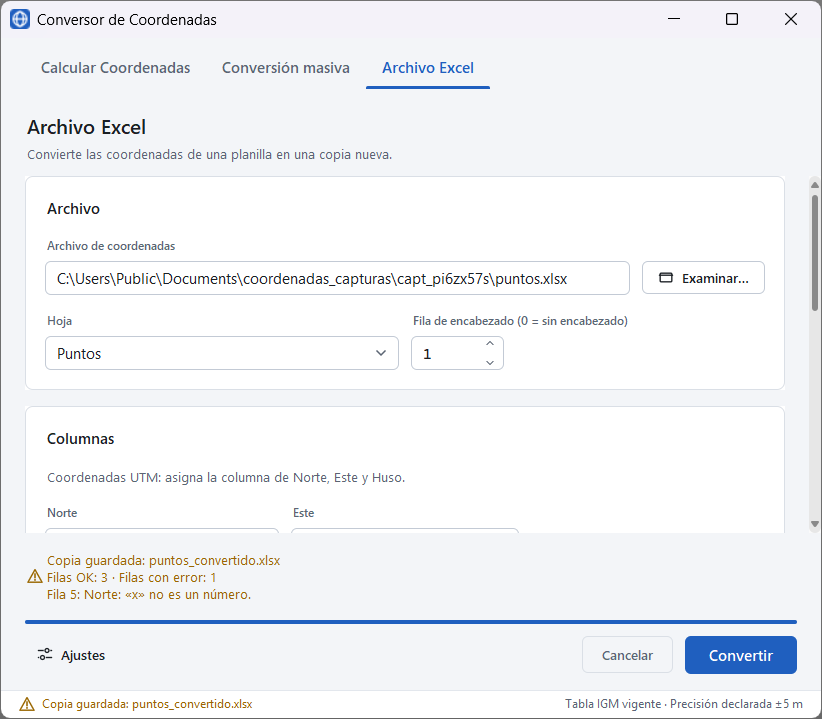 Conversor de Coordenadas
Calcular Coordenadas
Conversión masiva
Archivo Excel
Archivo Excel
Convierte las coordenadas de una planilla en una copia nueva.
Archivo
Archivo de coordenadas
C:\Users\Public\Documents\coordenadas_capturas\capt_pi6zx57s\puntos.xlsx
Examinar...
Hoja
Fila de encabezado (0 = sin encabezado)
Puntos
1
Columnas
Coordenadas UTM: asigna la columna de Norte, Este y Huso.
Norte
Este
Copia guardada: puntos_convertido.xlsx
Filas OK: 3 · Filas con error: 1
Fila 5: Norte: «x» no es un número.
Ajustes
Cancelar
Convertir
Copia guardada: puntos_convertido.xlsx
Tabla IGM vigente · Precisión declarada ±5 m